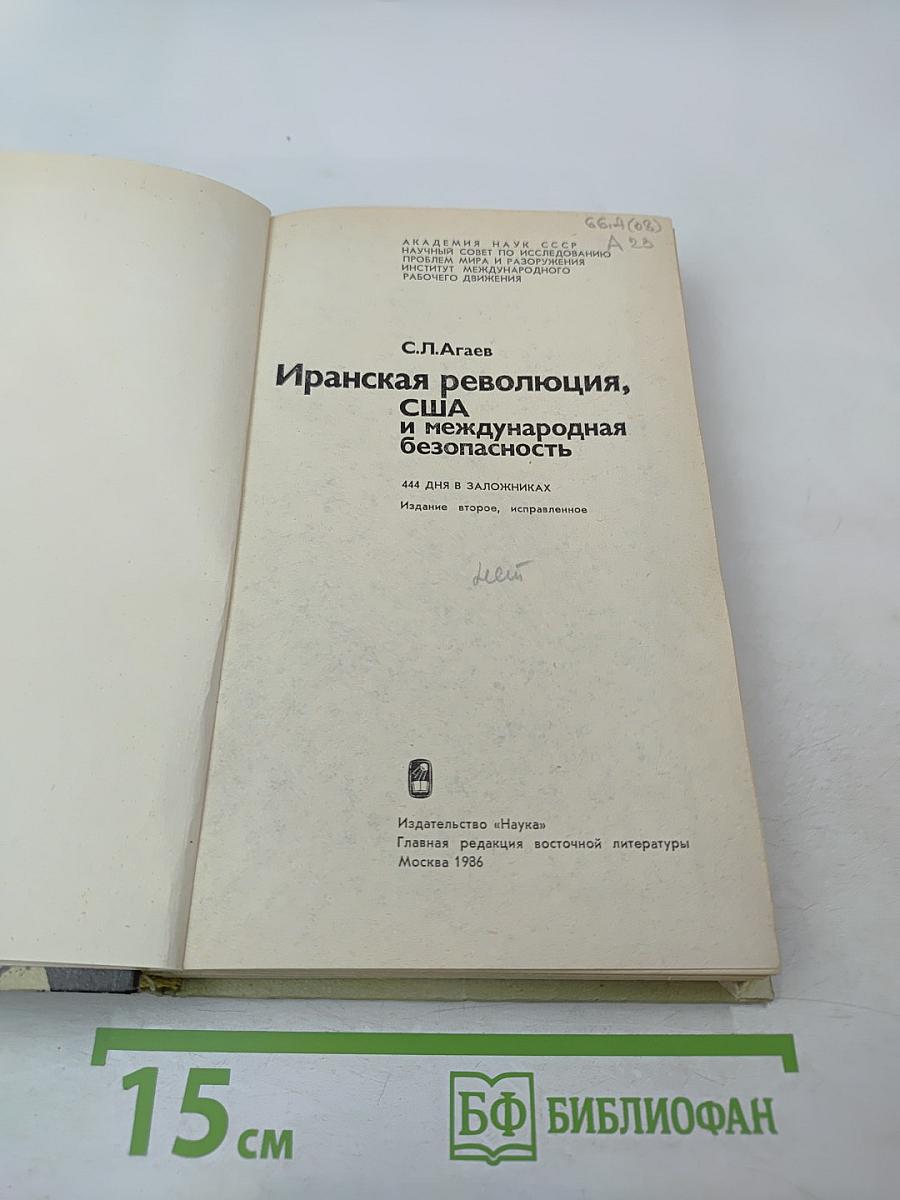 66.4(08)
А 23
АКАДЕМИЯ НАУК СССР
НАУЧНЫЙ СОВЕТ ПО ИССЛЕДОВАНИЮ
ПРОБЛЕМ МИРА И РАЗОРУЖЕНИЯ
ИНСТИТУТ МЕЖДУНАРОДНОГО
РАБОЧЕГО ДВИЖЕНИЯ
С.Л.Агаев
Иранская революция,
США
и международная
безопасность
444 ДНЯ В ЗАЛОЖНИКАХ
Издание второе, исправленное
Издательство «Наука»
Главная редакция восточной литературы
Москва 1986
15 см
БФ БИБЛИОФАН